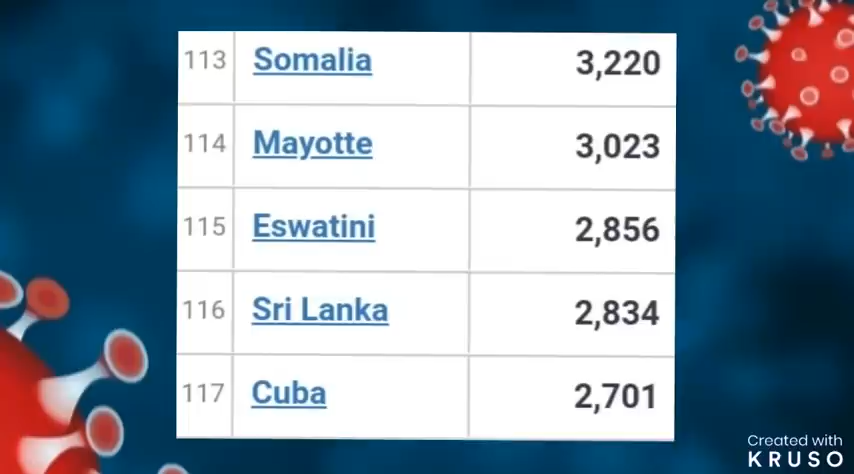 113 Somalia 3,220
114 Mayotte 3,023
115 Eswatini 2,856
116 Sri Lanka 2,834
117 Cuba 2,701
Created with
KRUSO